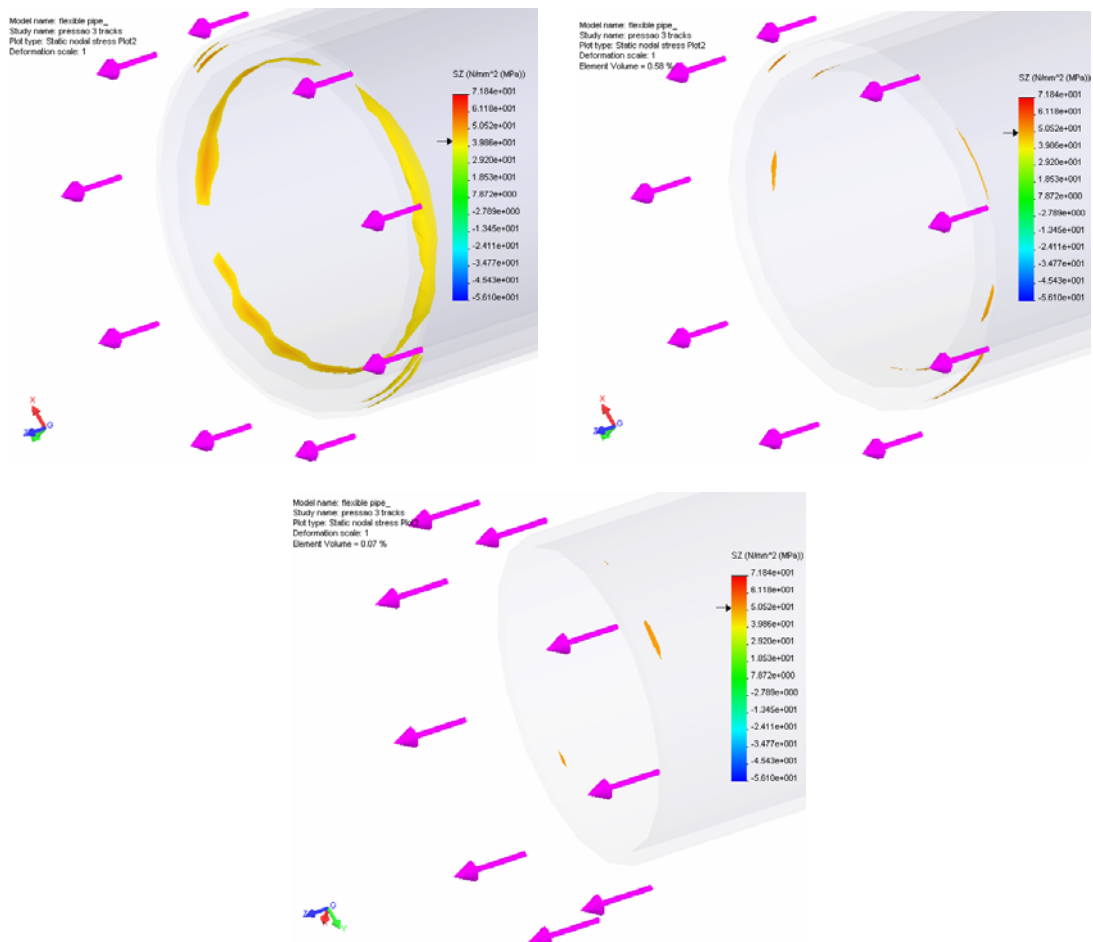 Model name: flexible pipe_
Study name: pressao 3 tracks
Plot type: Static nodal stress Plot2
Deformation scale: 1
SZ (N/mm^2 (MPa))
7.184e+001
6.118e+001
5.052e+001
3.986e+001
2.920e+001
1.853e+001
7.872e+000
-2.789e+000
-1.345e+001
-2.411e+001
-3.477e+001
-4.543e+001
-5.610e+001
X
Z
G
Model name: flexible pipe_
Study name: pressao 3 tracks
Plot type: Static nodal stress Plot2
Deformation scale: 1
Element Volume = 0.58 %
SZ (N/mm^2 (MPa))
7.184e+001
6.118e+001
5.052e+001
3.986e+001
2.920e+001
1.853e+001
7.872e+000
-2.789e+000
-1.345e+001
-2.411e+001
-3.477e+001
-4.543e+001
-5.610e+001
X
Z
G
Model name: flexible pipe_
Study name: pressao 3 tracks
Plot type: Static nodal stress Plot2
Deformation scale: 1
Element Volume = 0.07 %
SZ (N/mm^2 (MPa))
7.184e+001
6.118e+001
5.052e+001
3.986e+001
2.920e+001
1.853e+001
7.872e+000
-2.789e+000
-1.345e+001
-2.411e+001
-3.477e+001
-4.543e+001
-5.610e+001
Z
G
Y